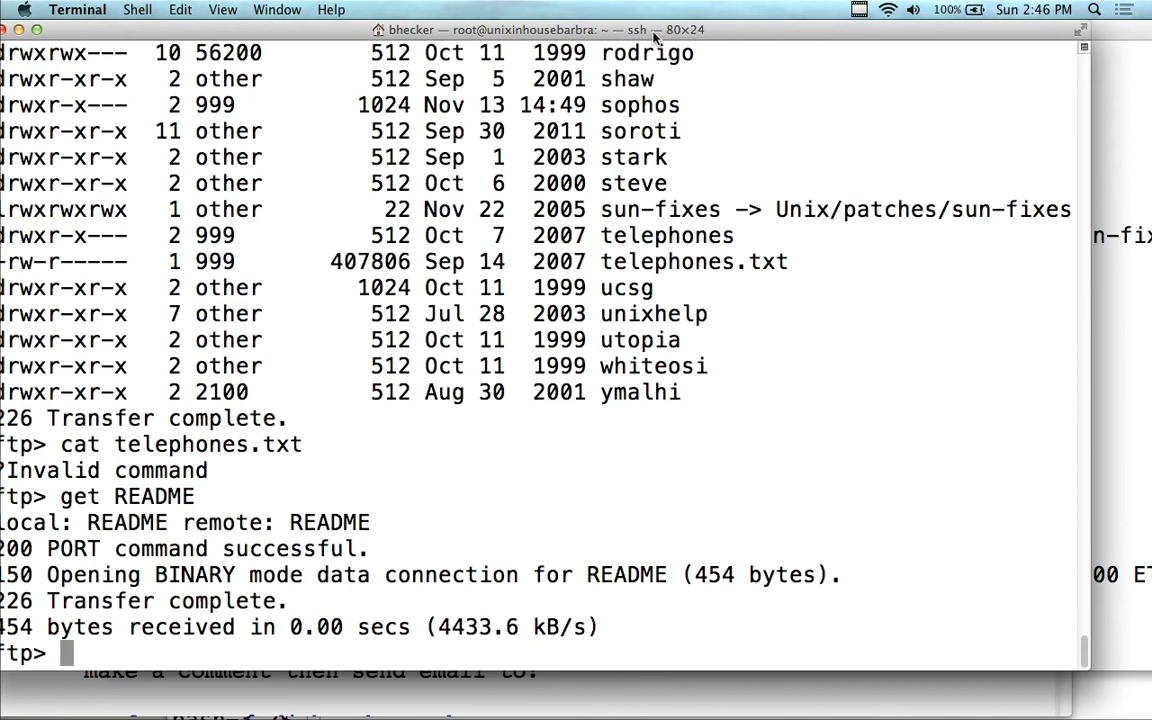 Terminal Shell Edit View Window Help 100% Sun 2:46 PM
bhecker — root@unixinhousebarbra: ~ — ssh — 80×24
drwxrwx--- 10 56200 512 Oct 11 1999 rodrigo
drwxr-xr-x 2 other 512 Sep 5 2001 shaw
drwxr-x--- 2 999 1024 Nov 13 14:49 sophos
drwxr-xr-x 11 other 512 Sep 30 2011 soroti
drwxr-xr-x 2 other 512 Sep 1 2003 stark
drwxr-xr-x 2 other 512 Oct 6 2000 steve
lrwxrwxrwx 1 other 22 Nov 22 2005 sun-fixes -> Unix/patches/sun-fixes
drwxr-x--- 2 999 512 Oct 7 2007 telephones n-fix
-rw-r----- 1 999 407806 Sep 14 2007 telephones.txt
drwxr-xr-x 2 other 1024 Oct 11 1999 ucsg
drwxr-xr-x 7 other 512 Jul 28 2003 unixhelp
drwxr-xr-x 2 other 512 Oct 11 1999 utopia
drwxr-xr-x 2 other 512 Oct 11 1999 whiteosi
drwxr-xr-x 2 2100 512 Aug 30 2001 ymalhi
226 Transfer complete.
ftp> cat telephones.txt
?Invalid command
ftp> get README
local: README remote: README
200 PORT command successful.
150 Opening BINARY mode data connection for README (454 bytes). 00 ET
226 Transfer complete.
454 bytes received in 0.00 secs (4433.6 kB/s)
ftp>
make a comment then send email to: